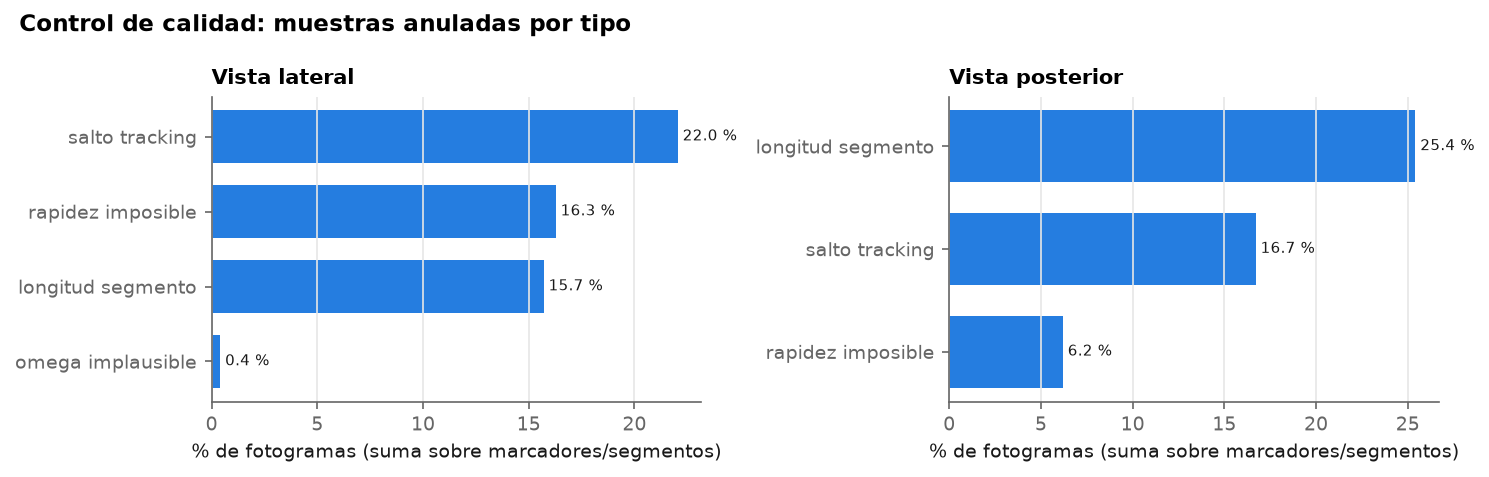 Control de calidad: muestras anuladas por tipo
Vista lateral
salto tracking
22.0 %
rapidez imposible
16.3 %
longitud segmento
15.7 %
omega implausible
0.4 %
0 5 10 15 20
% de fotogramas (suma sobre marcadores/segmentos)
Vista posterior
longitud segmento
25.4 %
salto tracking
16.7 %
rapidez imposible
6.2 %
0 5 10 15 20 25
% de fotogramas (suma sobre marcadores/segmentos)